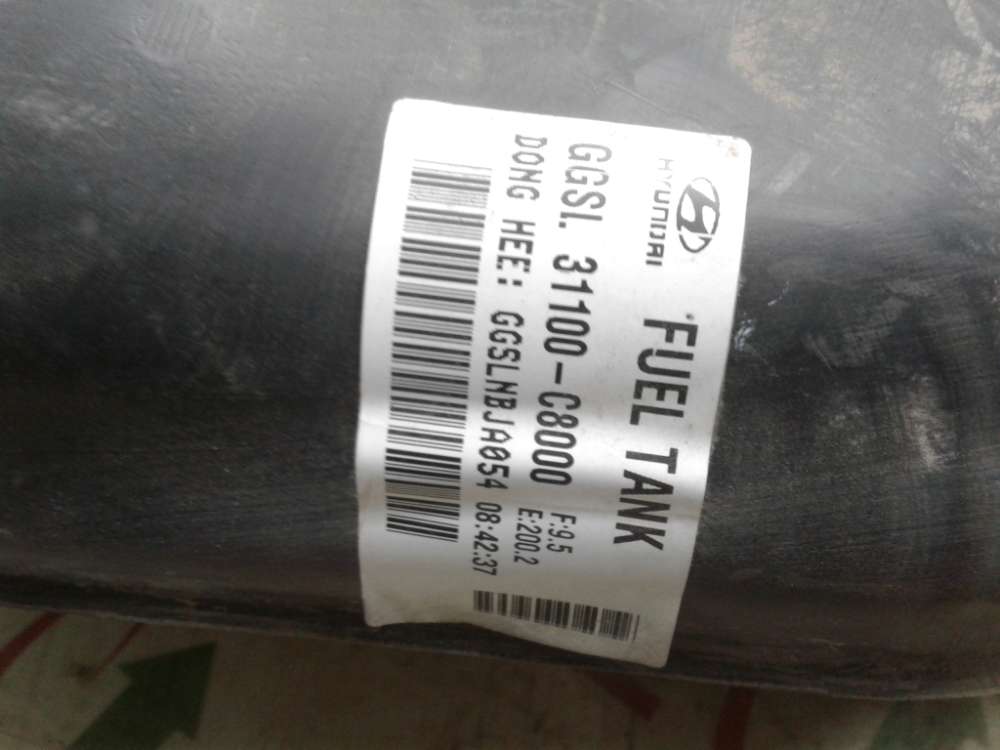 HYUNDAI
FUEL TANK
GGSL 31100-C8000
F:9.5
E:200.2
DONG HEE: GGSLNBJA054 08:42:37